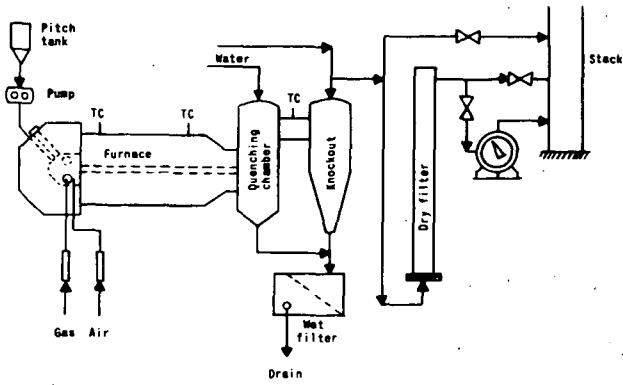 Pitch
tank
Pump
TC
TC
Furnace
Gas
Air
Water
Quenching
chamber
TC
Knockout
Wet
filter
Drain
Dry filter
Stack